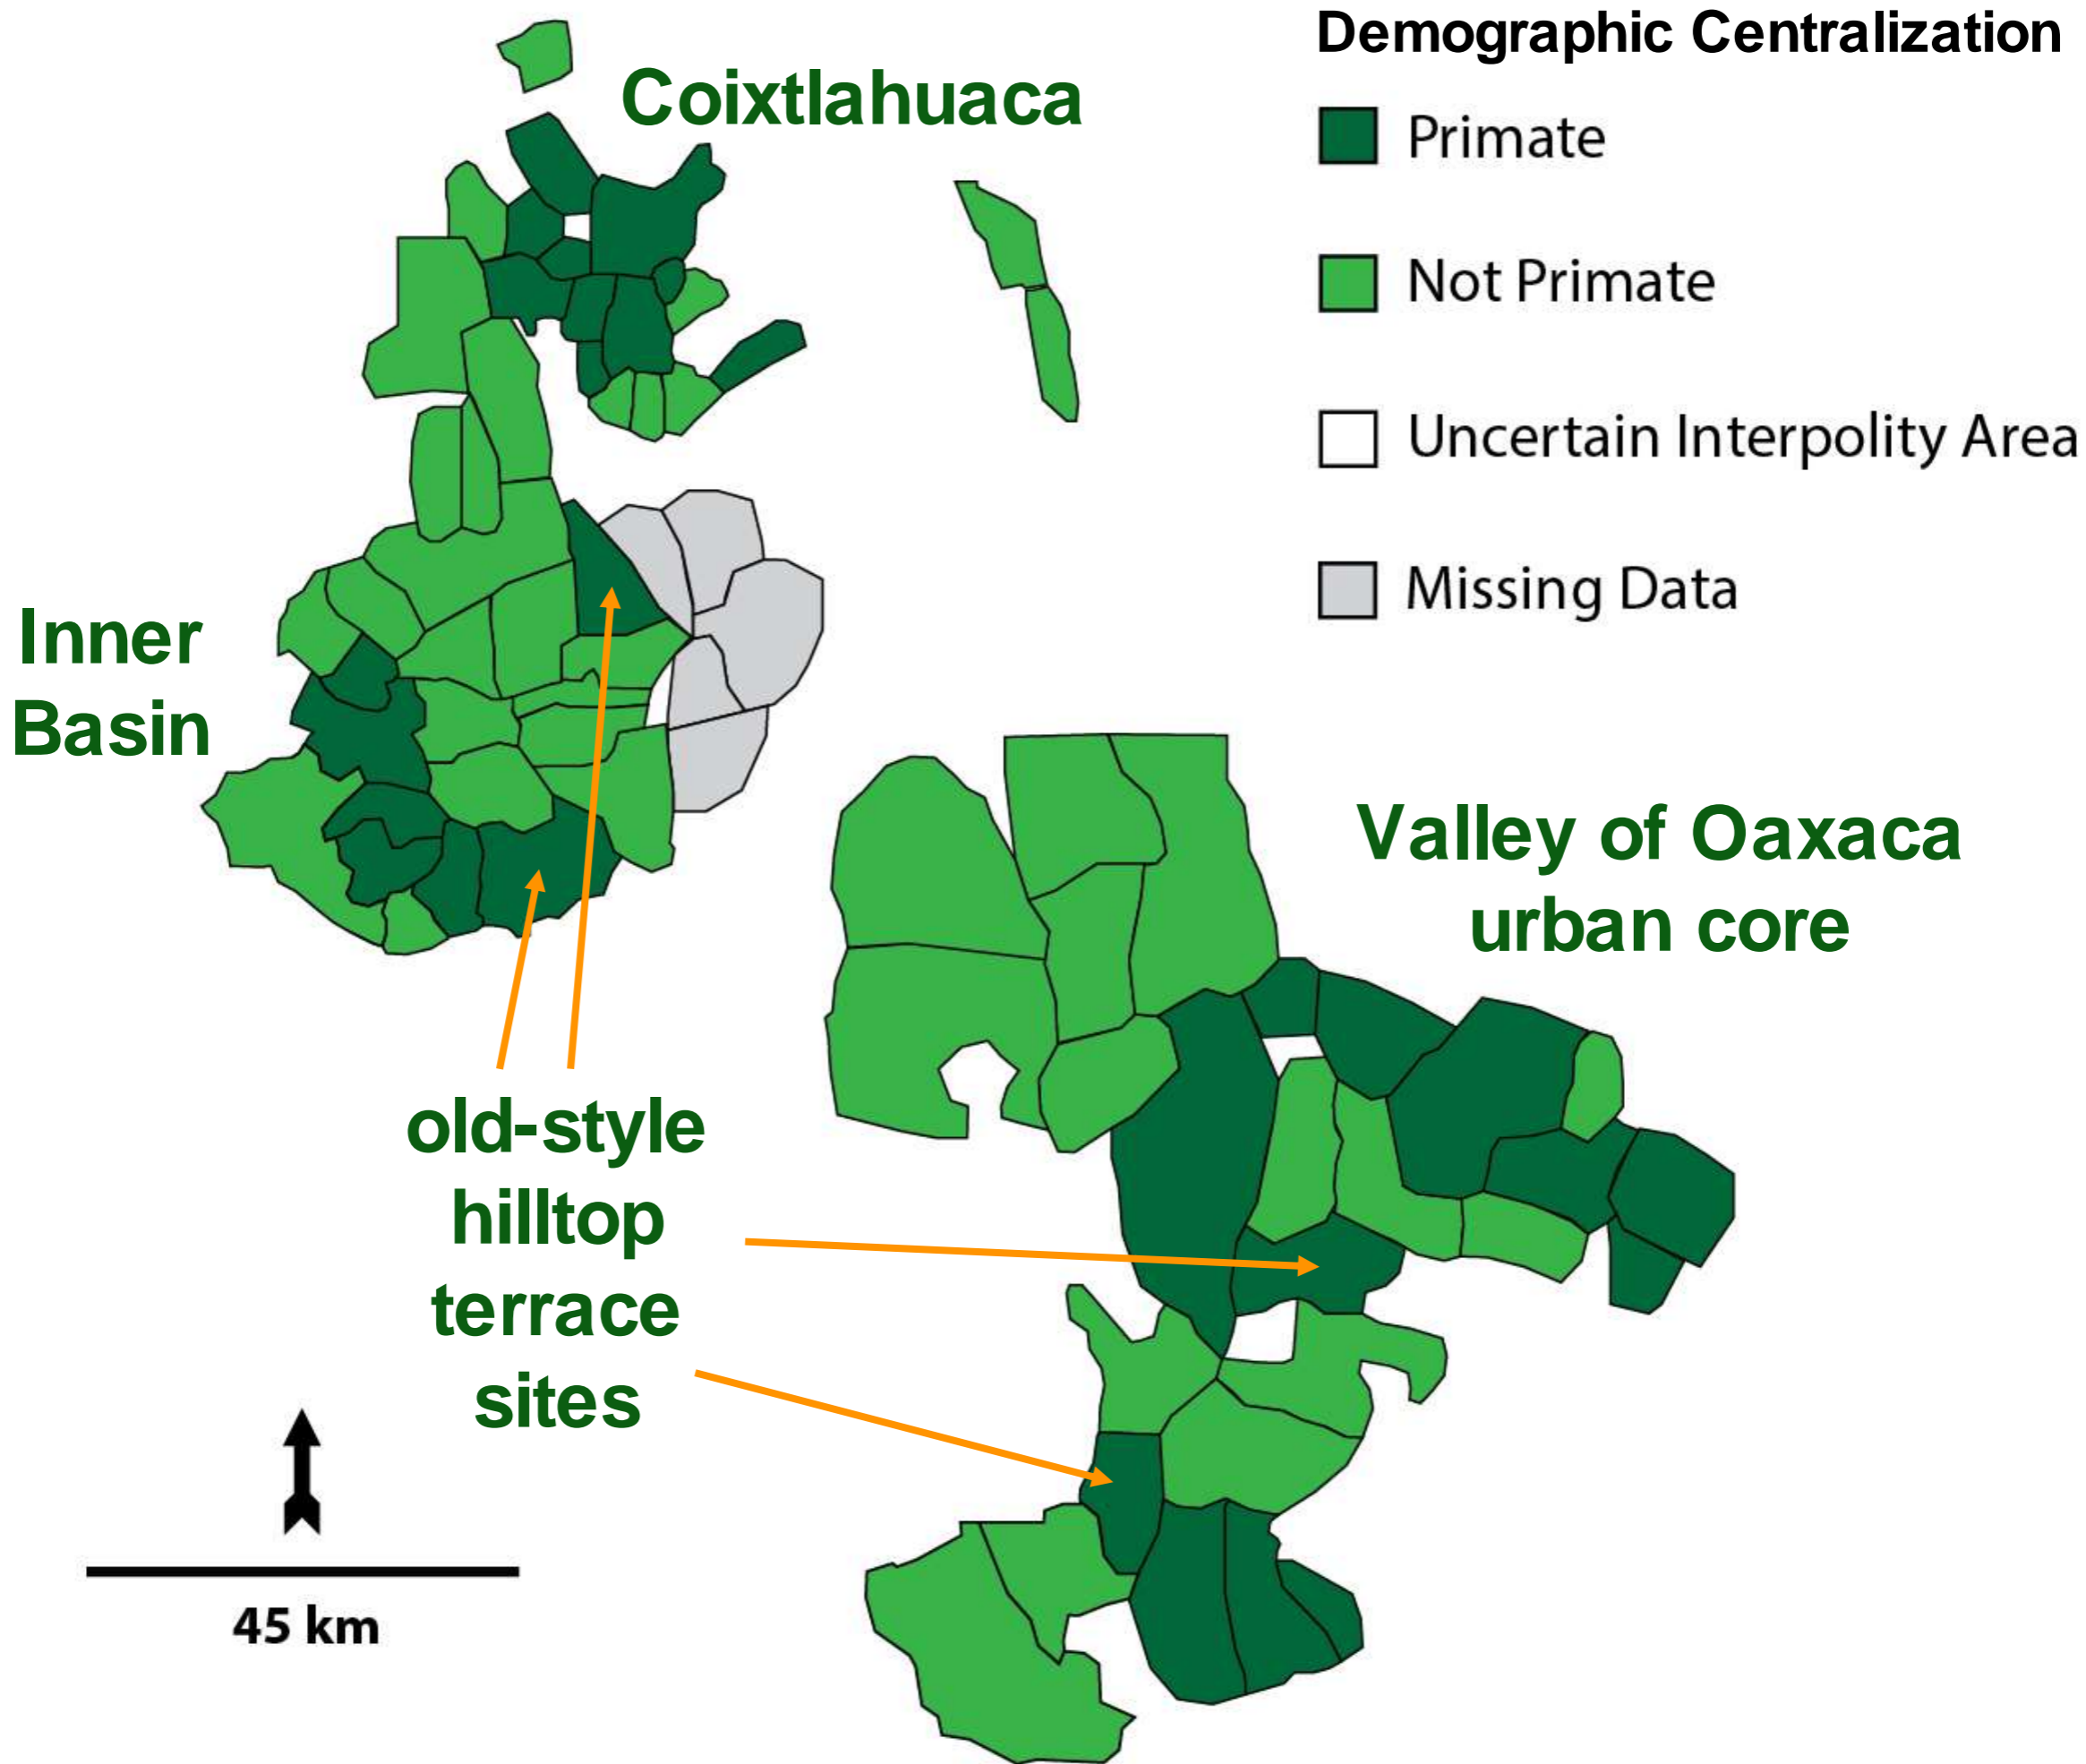 Demographic Centralization
Primate
Not Primate
Uncertain Interpolity Area
Missing Data
Coixtlahuaca
Inner
Basin
Valley of Oaxaca
urban core
old-style
hilltop
terrace
sites
45 km